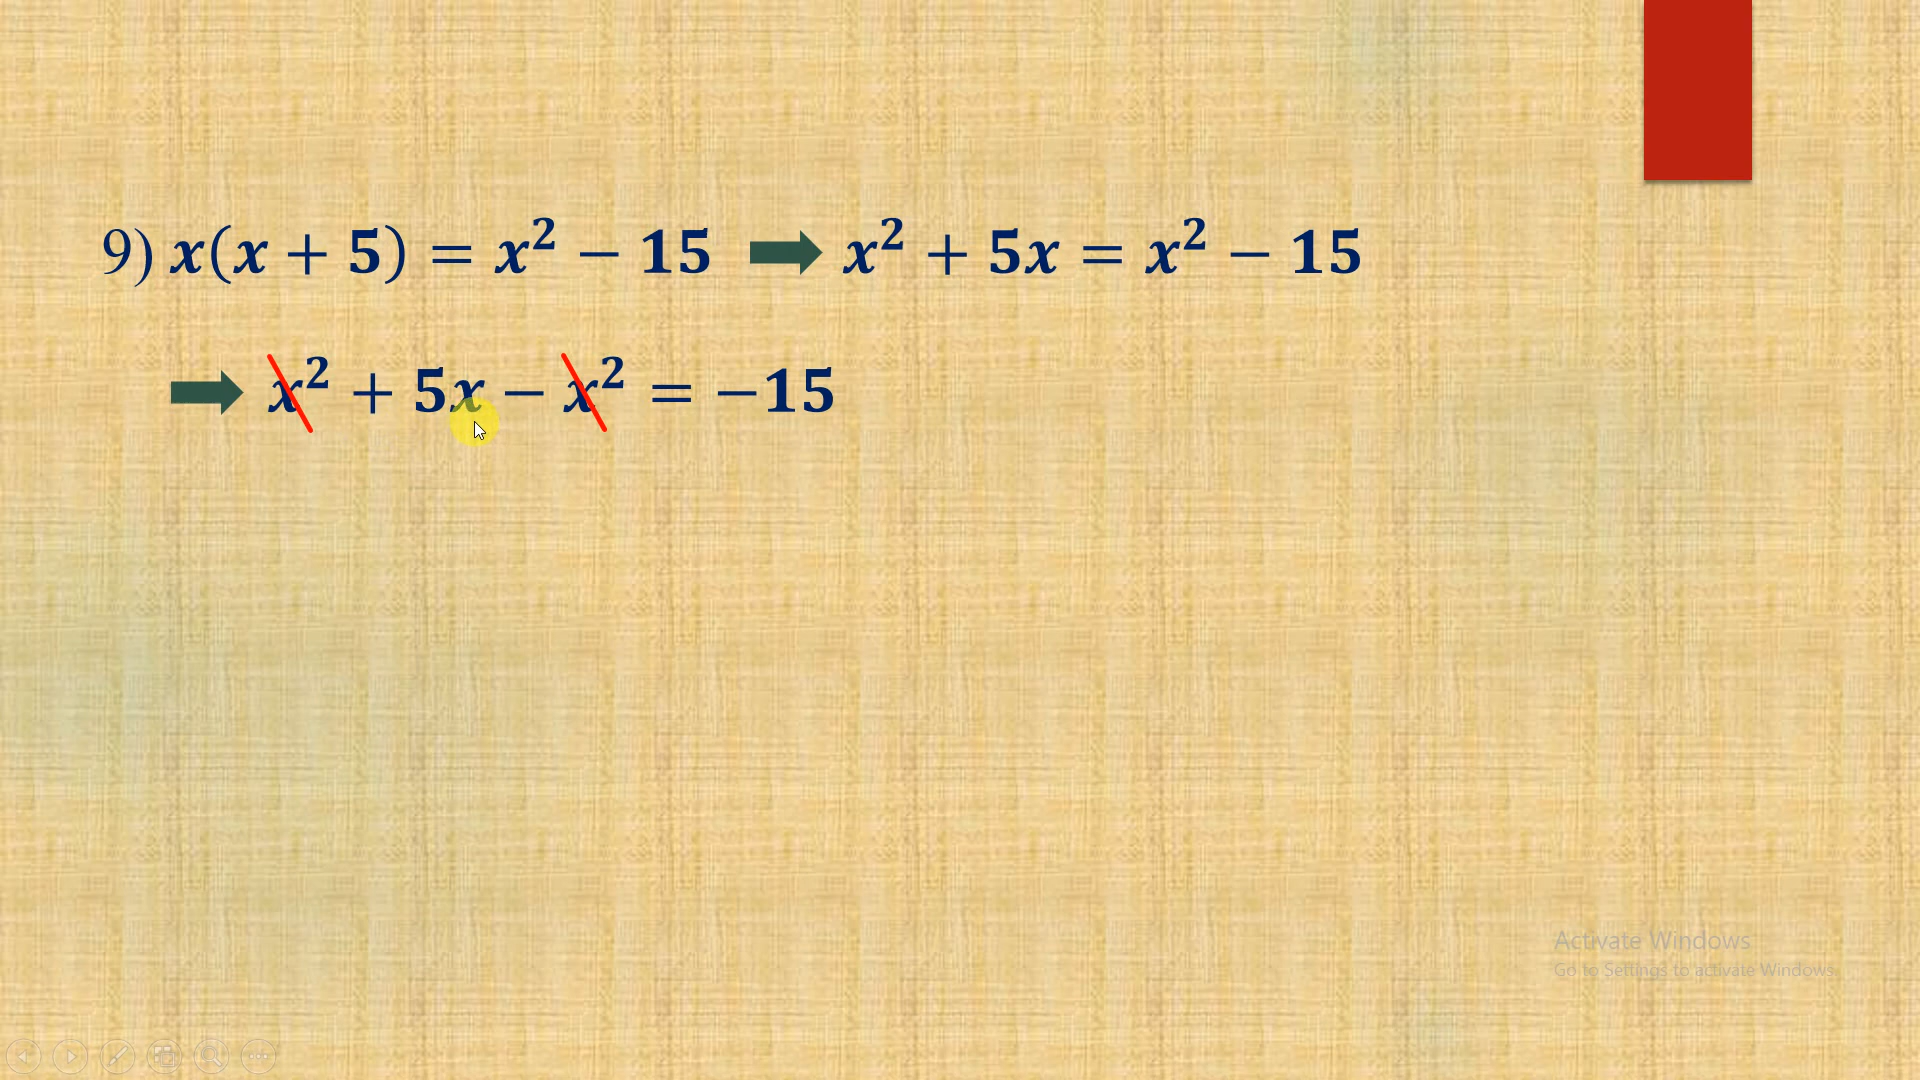 9) x(x + 5) = x² − 15 ➡ x² + 5x = x² − 15
➡ x² + 5x − x² = −15
Activate Windows
Go to Settings to activate Windows.